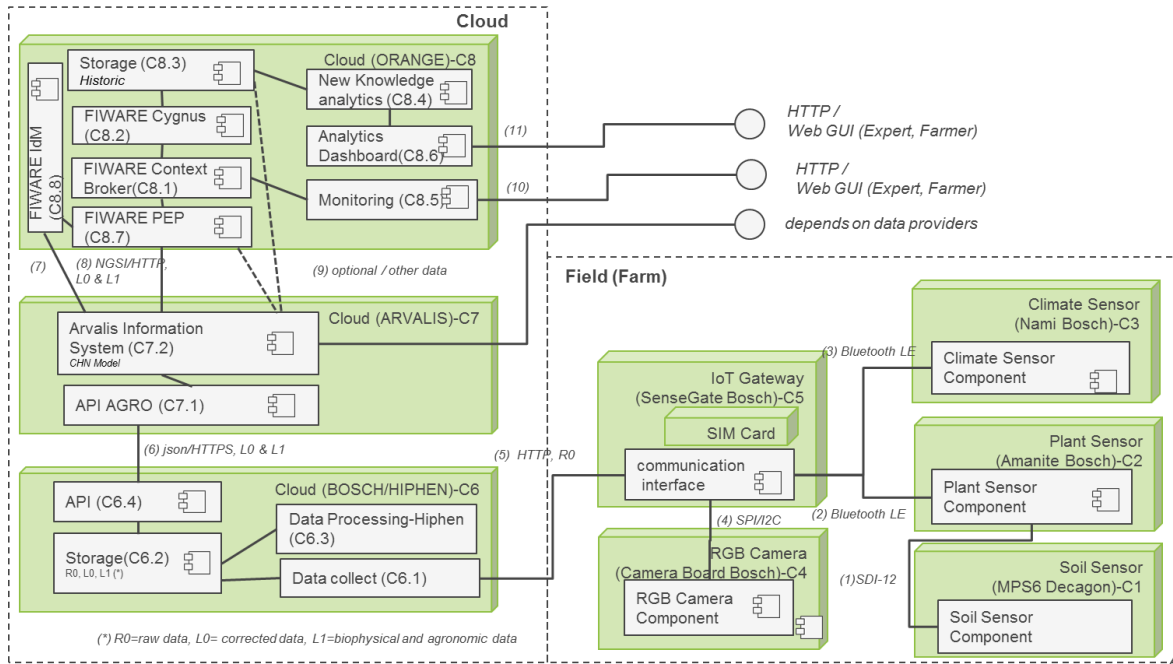 Cloud
Cloud (ORANGE)-C8
Storage (C8.3)
Historic
New Knowledge
analytics (C8.4)
FIWARE IdM
(C8.8)
FIWARE Cygnus
(C8.2)
Analytics
Dashboard(C8.6)
(11)
HTTP /
Web GUI (Expert, Farmer)
FIWARE Context
Broker(C8.1)
Monitoring (C8.5)
(10)
HTTP /
Web GUI (Expert, Farmer)
FIWARE PEP
(C8.7)
depends on data providers
(7)
(8) NGSI/HTTP,
L0 & L1
(9) optional / other data
Cloud (ARVALIS)-C7
Arvalis Information
System (C7.2)
CHN Model
API AGRO (C7.1)
(6) json/HTTPS, L0 & L1
(5) HTTP, R0
Cloud (BOSCH/HIPHEN)-C6
API (C6.4)
Data Processing-Hiphen
(C6.3)
Storage(C6.2)
R0, L0, L1 (*)
Data collect (C6.1)
(*) R0=raw data, L0= corrected data, L1=biophysical and agronomic data
Field (Farm)
Climate Sensor
(Nami Bosch)-C3
Climate Sensor
Component
(3) Bluetooth LE
IoT Gateway
(SenseGate Bosch)-C5
SIM Card
communication
interface
Plant Sensor
(Amanite Bosch)-C2
Plant Sensor
Component
(2) Bluetooth LE
(4) SPI/I2C
RGB Camera
(Camera Board Bosch)-C4
RGB Camera
Component
(1)SDI-12
Soil Sensor
(MPS6 Decagon)-C1
Soil Sensor
Component